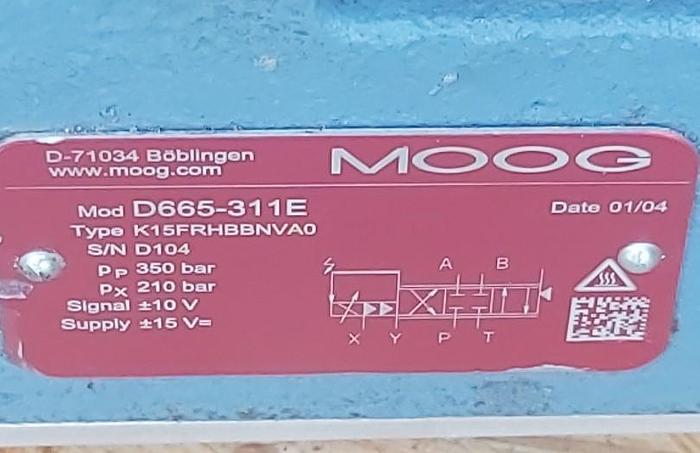 D-71034 Böblingen
www.moog.com
MOOG
Mod D665-311E
Date 01/04
Type K15FRHBBNVA0
S/N D104
pP 350 bar
pX 210 bar
Signal ±10 V
Supply ±15 V=
A B
X Y P T